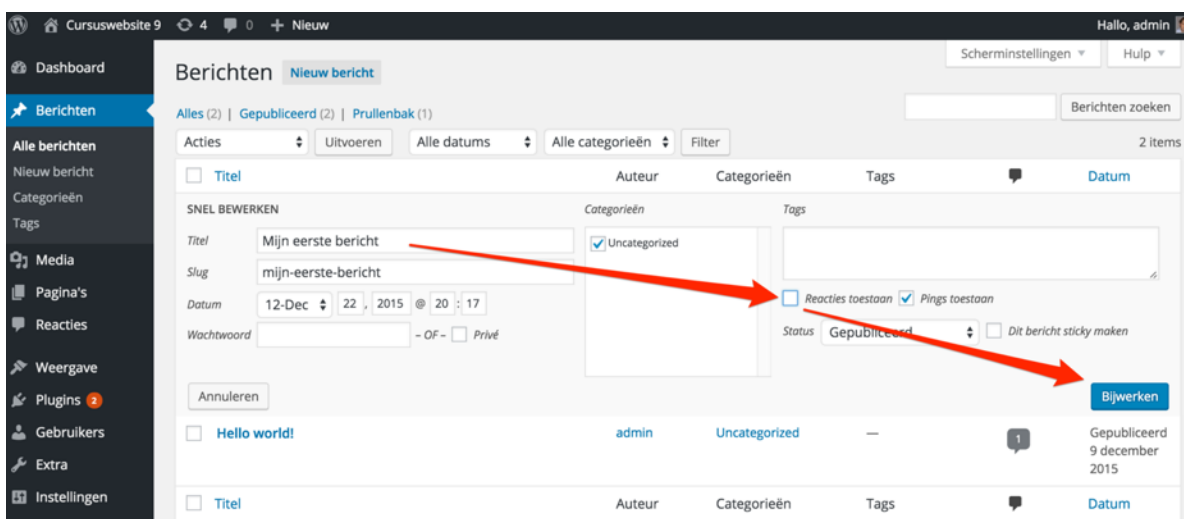 Cursuswebsite 9 4 0 + Nieuw Hallo, admin
Dashboard
Berichten
Alle berichten
Nieuw bericht
Categorieën
Tags
Media
Pagina's
Reacties
Weergave
Plugins 2
Gebruikers
Extra
Instellingen
Scherminstellingen Hulp
Berichten Nieuw bericht
Alles (2) | Gepubliceerd (2) | Prullenbak (1) Berichten zoeken
Acties Uitvoeren Alle datums Alle categorieën Filter 2 items
Titel Auteur Categorieën Tags Datum
SNEL BEWERKEN Categorieën Tags
Titel Mijn eerste bericht Uncategorized
Slug mijn-eerste-bericht
Datum 12-Dec 22 , 2015 @ 20 : 17 Reacties toestaan Pings toestaan
Wachtwoord – OF – Privé Status Gepubliceerd Dit bericht sticky maken
Annuleren Bijwerken
Hello world! admin Uncategorized — 1 Gepubliceerd
9 december
2015
Titel Auteur Categorieën Tags Datum